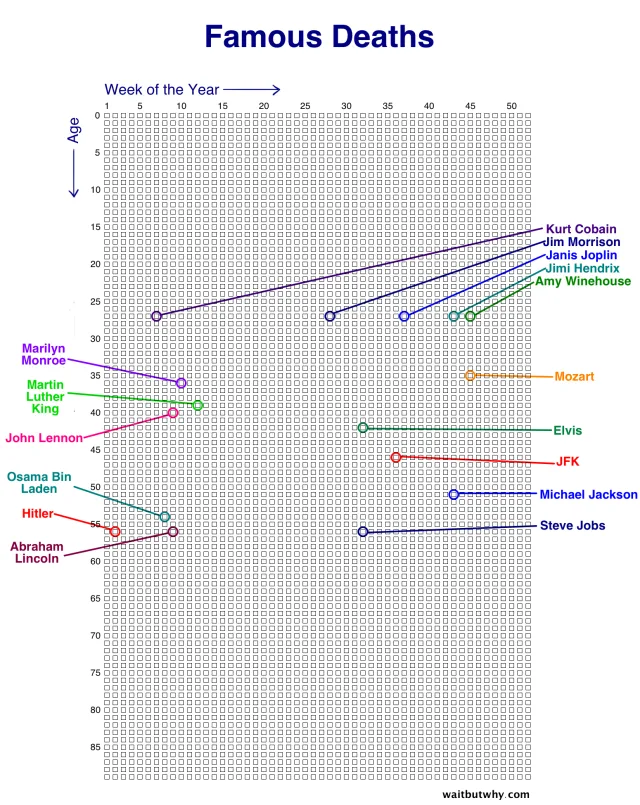 Famous Deaths
Week of the Year
1 5 10 15 20 25 30 35 40 45 50
Age
0
5
10
15
20
25
30
35
40
45
50
55
60
65
70
75
80
85
Kurt Cobain
Jim Morrison
Janis Joplin
Jimi Hendrix
Amy Winehouse
Marilyn
Monroe
Martin
Luther
King
John Lennon
Osama Bin
Laden
Hitler
Abraham
Lincoln
Mozart
Elvis
JFK
Michael Jackson
Steve Jobs
waitbutwhy.com